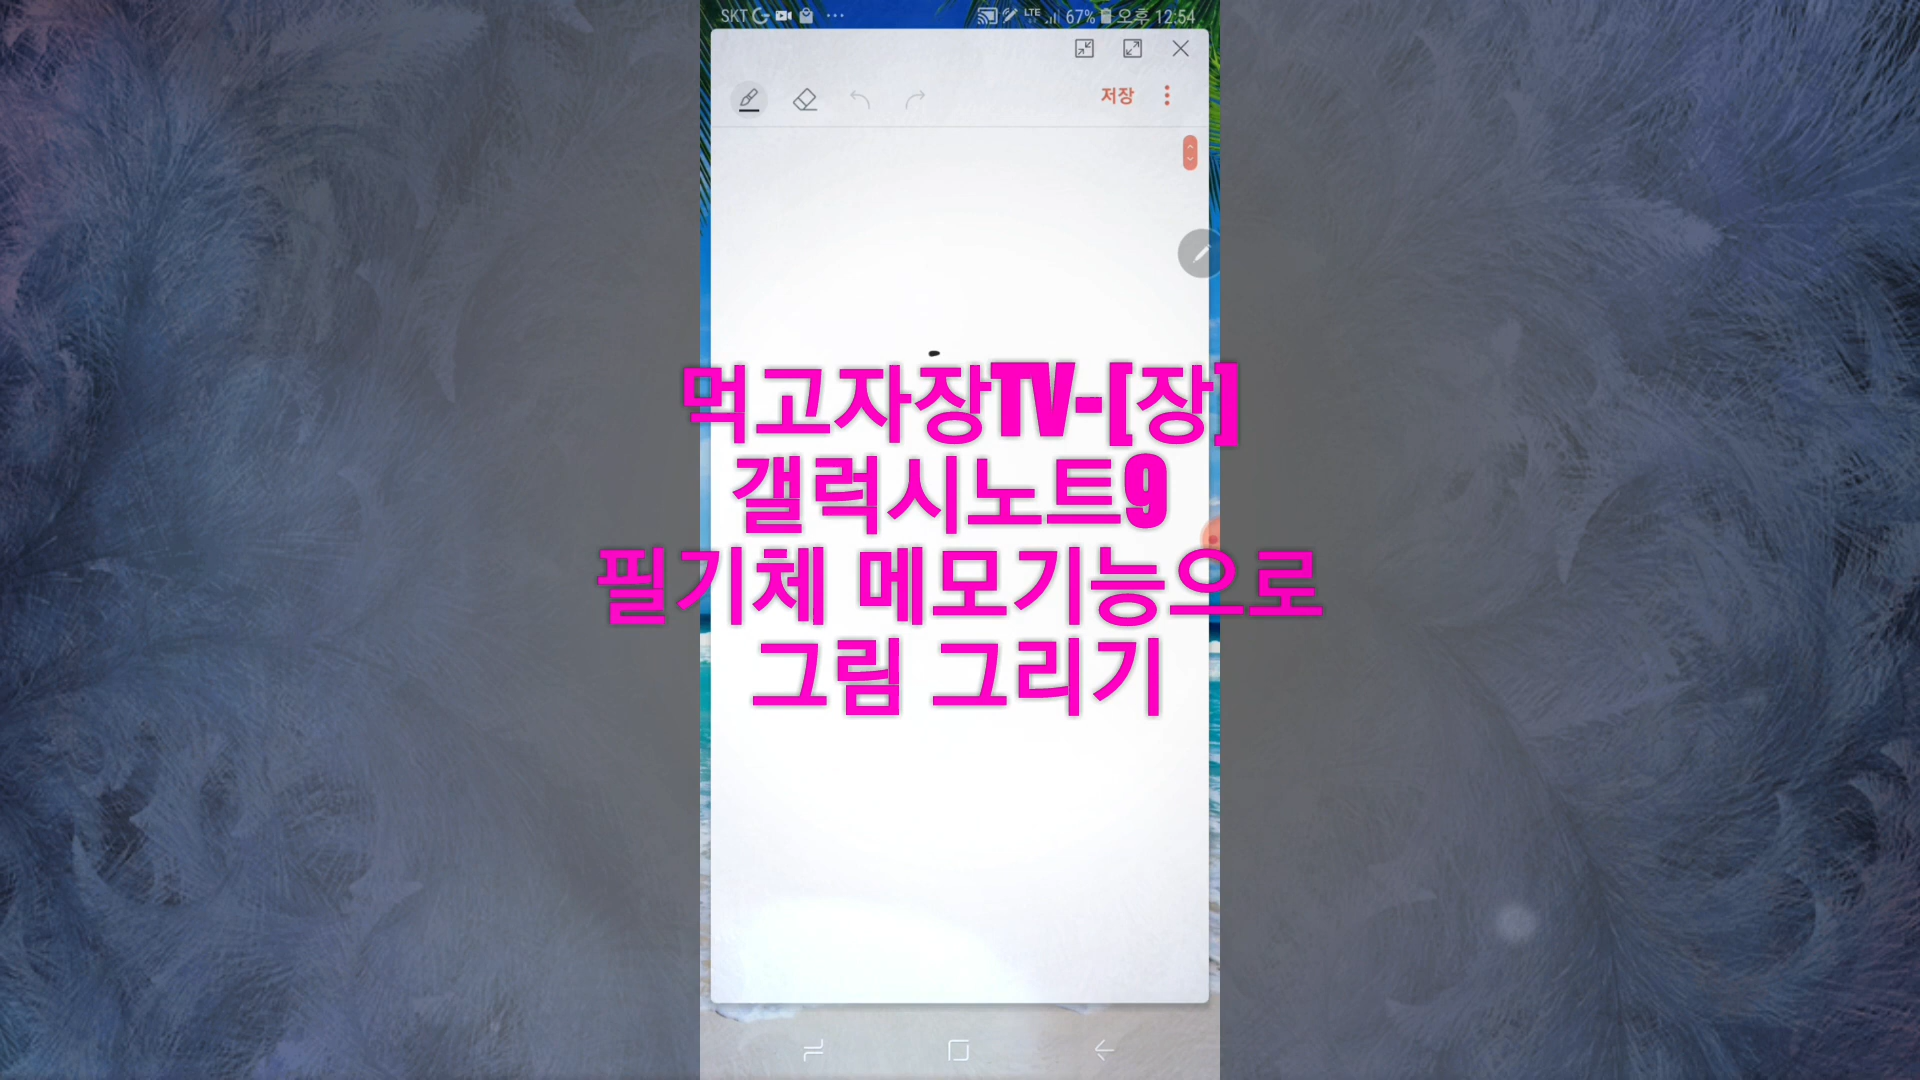 SKT LTE 67% 오후 12:54
저장
먹고자장TV-[장]
갤럭시노트9
필기체 메모기능으로
그림 그리기